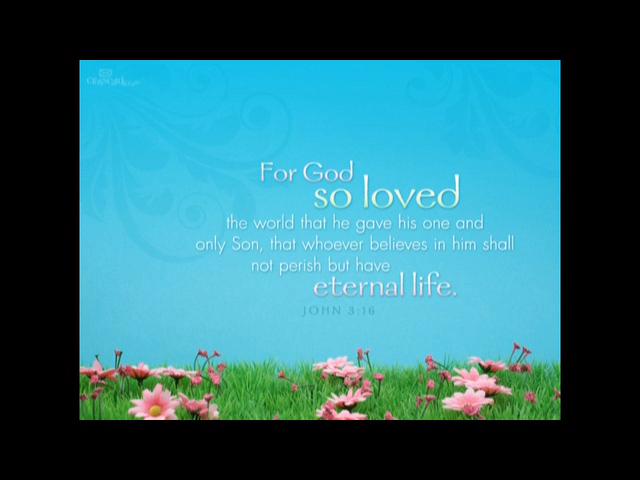 For God
so loved
the world that he gave his one and
only Son, that whoever believes in him shall
not perish but have
eternal life.
JOHN 3:16